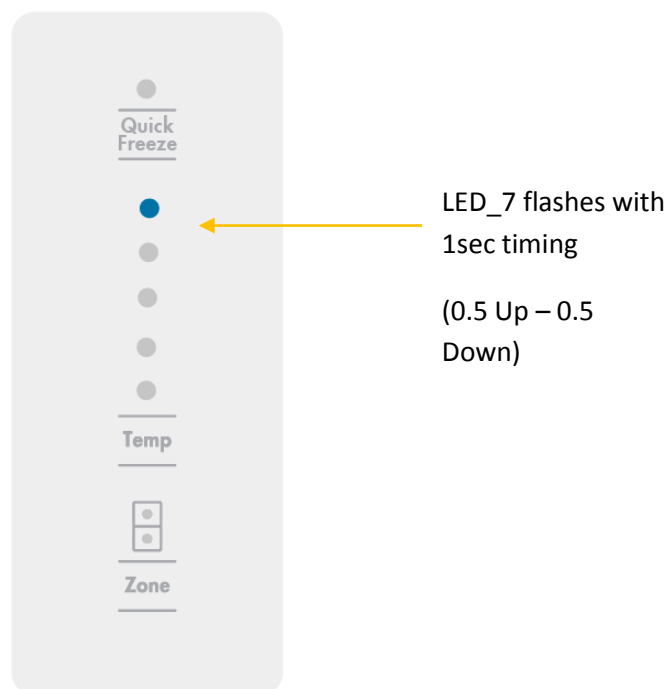 Quick
Freeze
LED_7 flashes with
1sec timing
(0.5 Up – 0.5
Down)
Temp
Zone